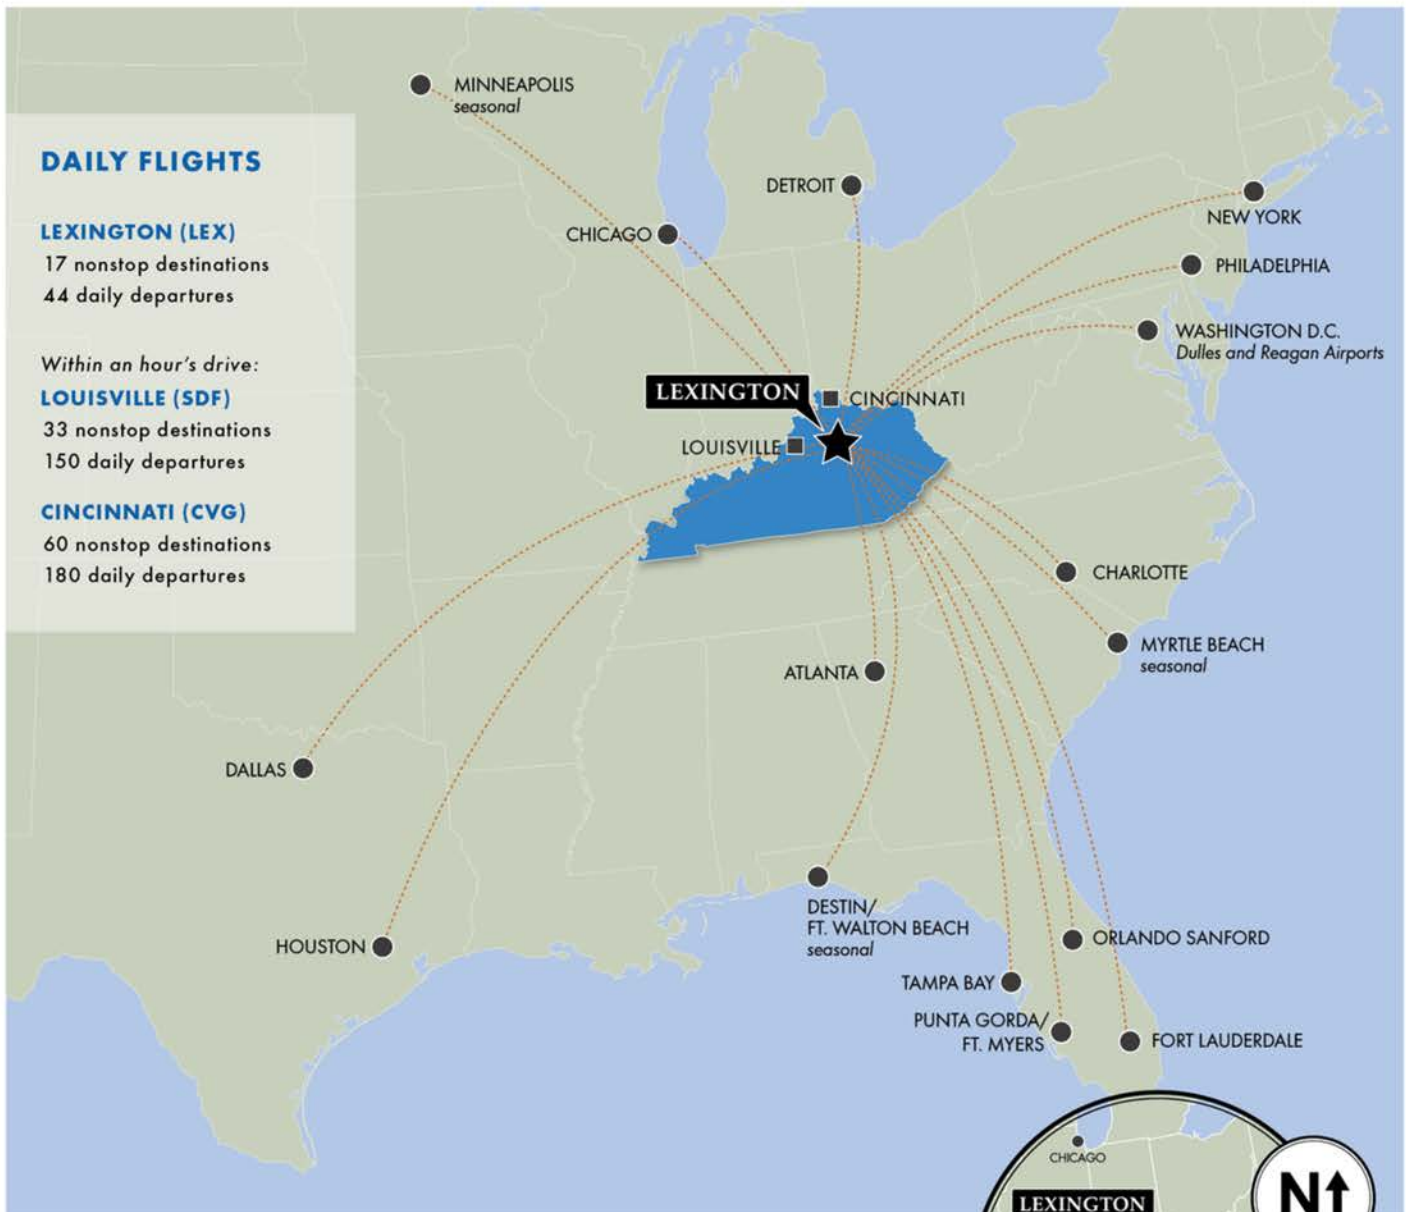 MINNEAPOLIS
seasonal
DAILY FLIGHTS
LEXINGTON (LEX)
17 nonstop destinations
44 daily departures
Within an hour's drive:
LOUISVILLE (SDF)
33 nonstop destinations
150 daily departures
CINCINNATI (CVG)
60 nonstop destinations
180 daily departures
DETROIT
CHICAGO
NEW YORK
PHILADELPHIA
WASHINGTON D.C.
Dulles and Reagan Airports
LEXINGTON
CINCINNATI
LOUISVILLE
CHARLOTTE
MYRTLE BEACH
seasonal
ATLANTA
DALLAS
DESTIN/
FT. WALTON BEACH
seasonal
HOUSTON
ORLANDO SANFORD
TAMPA BAY
PUNTA GORDA/
FT. MYERS
FORT LAUDERDALE
CHICAGO
LEXINGTON
N